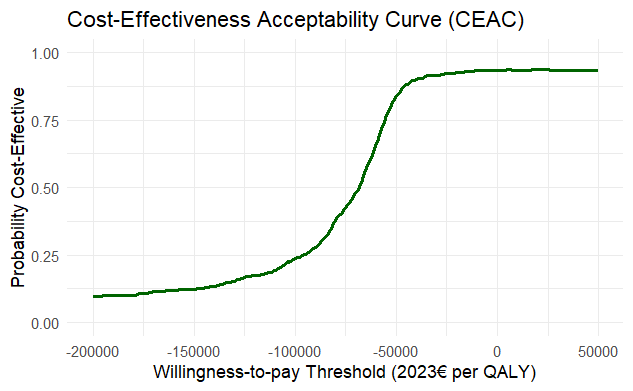 Cost-Effectiveness Acceptability Curve (CEAC)
1.00
0.75
0.50
0.25
0.00
Probability Cost-Effective
-200000 -150000 -100000 -50000 0 50000
Willingness-to-pay Threshold (2023€ per QALY)